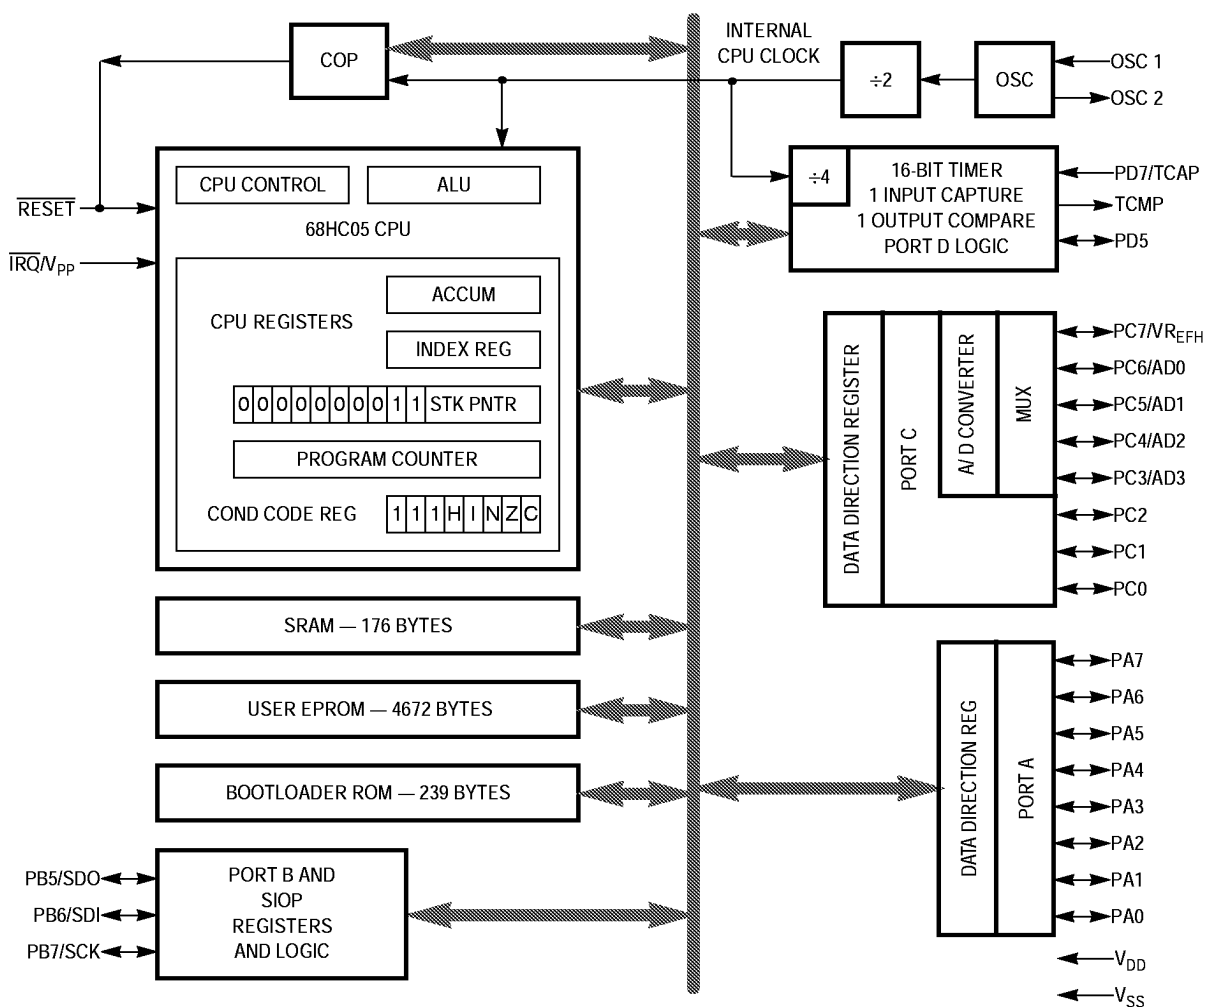 COP
INTERNAL
CPU CLOCK
÷2
OSC
OSC 1
OSC 2
RESET
IRQ/VPP
CPU CONTROL
ALU
68HC05 CPU
CPU REGISTERS
ACCUM
INDEX REG
0 0 0 0 0 0 0 0 1 1 STK PNTR
PROGRAM COUNTER
COND CODE REG 1 1 1 H I N Z C
÷4
16-BIT TIMER
1 INPUT CAPTURE
1 OUTPUT COMPARE
PORT D LOGIC
PD7/TCAP
TCMP
PD5
DATA DIRECTION REGISTER
PORT C
A/D CONVERTER
MUX
PC7/VREFH
PC6/AD0
PC5/AD1
PC4/AD2
PC3/AD3
PC2
PC1
PC0
SRAM — 176 BYTES
USER EPROM — 4672 BYTES
BOOTLOADER ROM — 239 BYTES
DATA DIRECTION REG
PORT A
PA7
PA6
PA5
PA4
PA3
PA2
PA1
PA0
PB5/SDO
PB6/SDI
PB7/SCK
PORT B AND
SIOP
REGISTERS
AND LOGIC
VDD
VSS